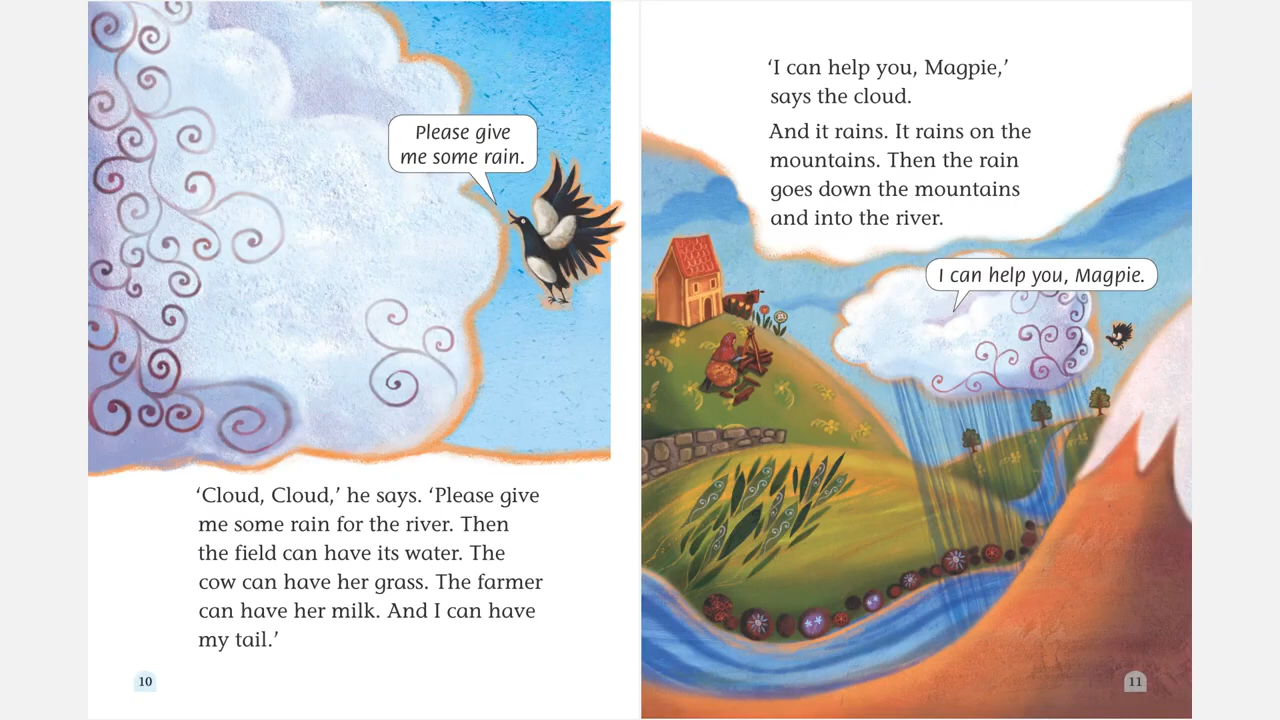 Please give
me some rain.
‘Cloud, Cloud,’ he says. ‘Please give
me some rain for the river. Then
the field can have its water. The
cow can have her grass. The farmer
can have her milk. And I can have
my tail.’
10
‘I can help you, Magpie,’
says the cloud.
And it rains. It rains on the
mountains. Then the rain
goes down the mountains
and into the river.
I can help you, Magpie.
11